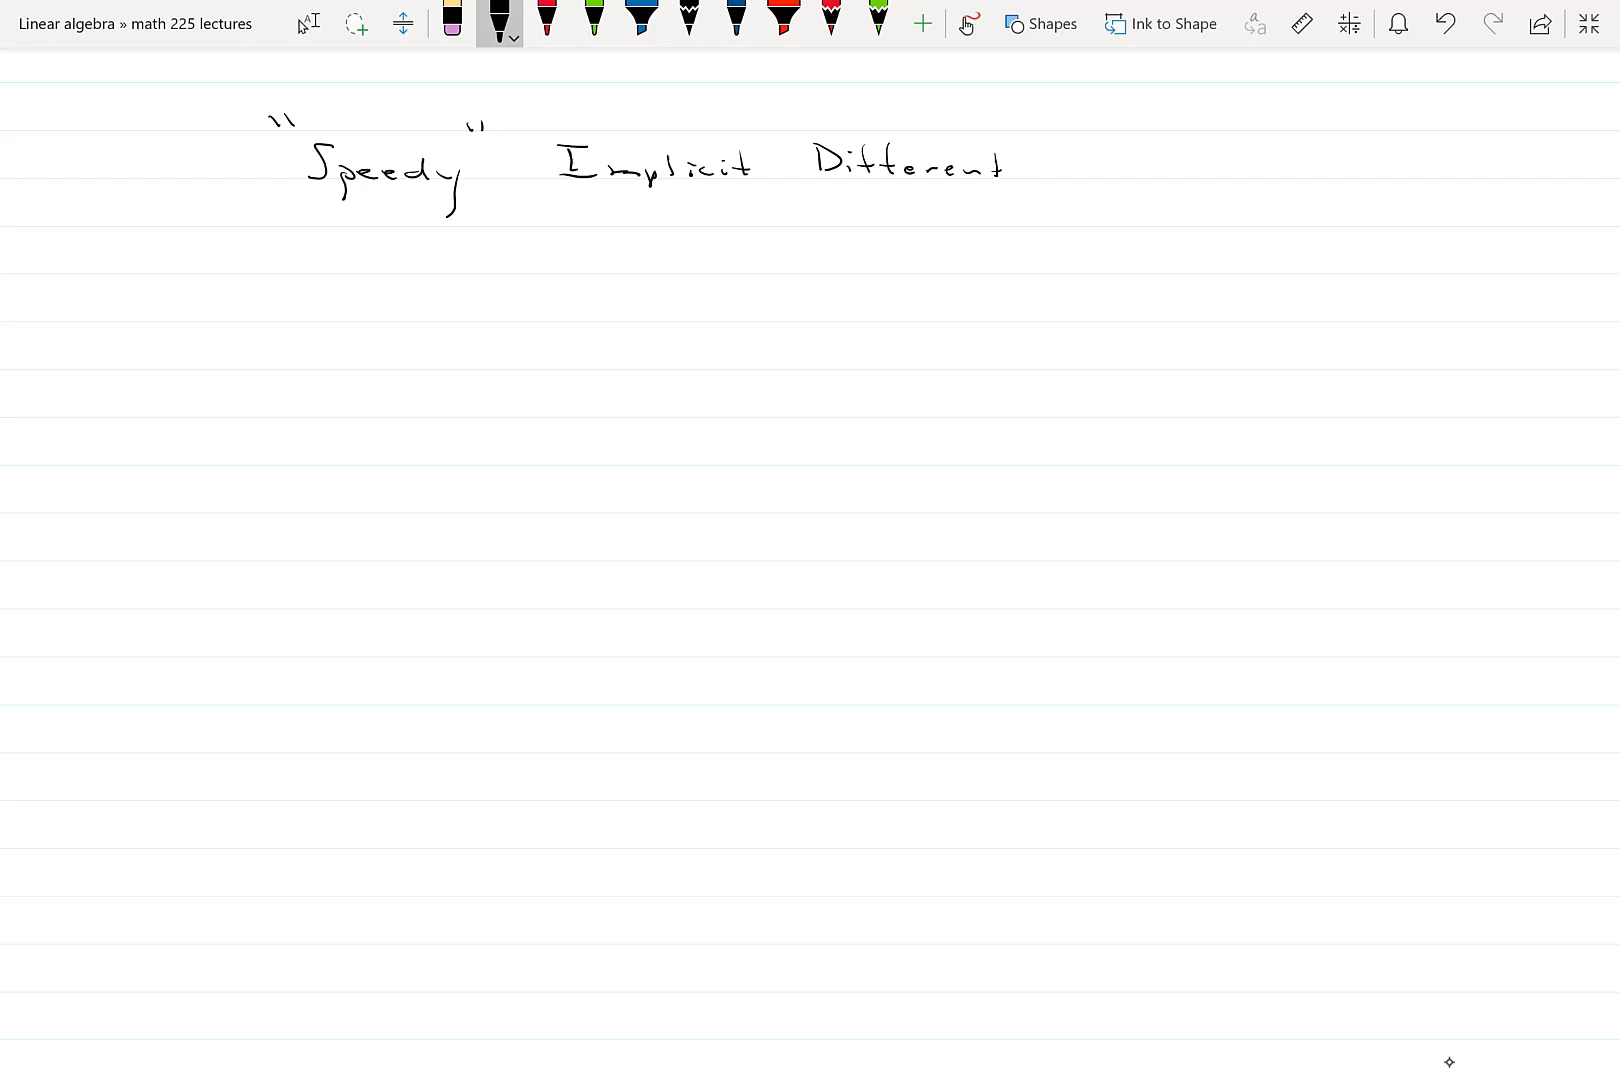 Linear algebra » math 225 lectures Shapes Ink to Shape
"Speedy" Implicit Different